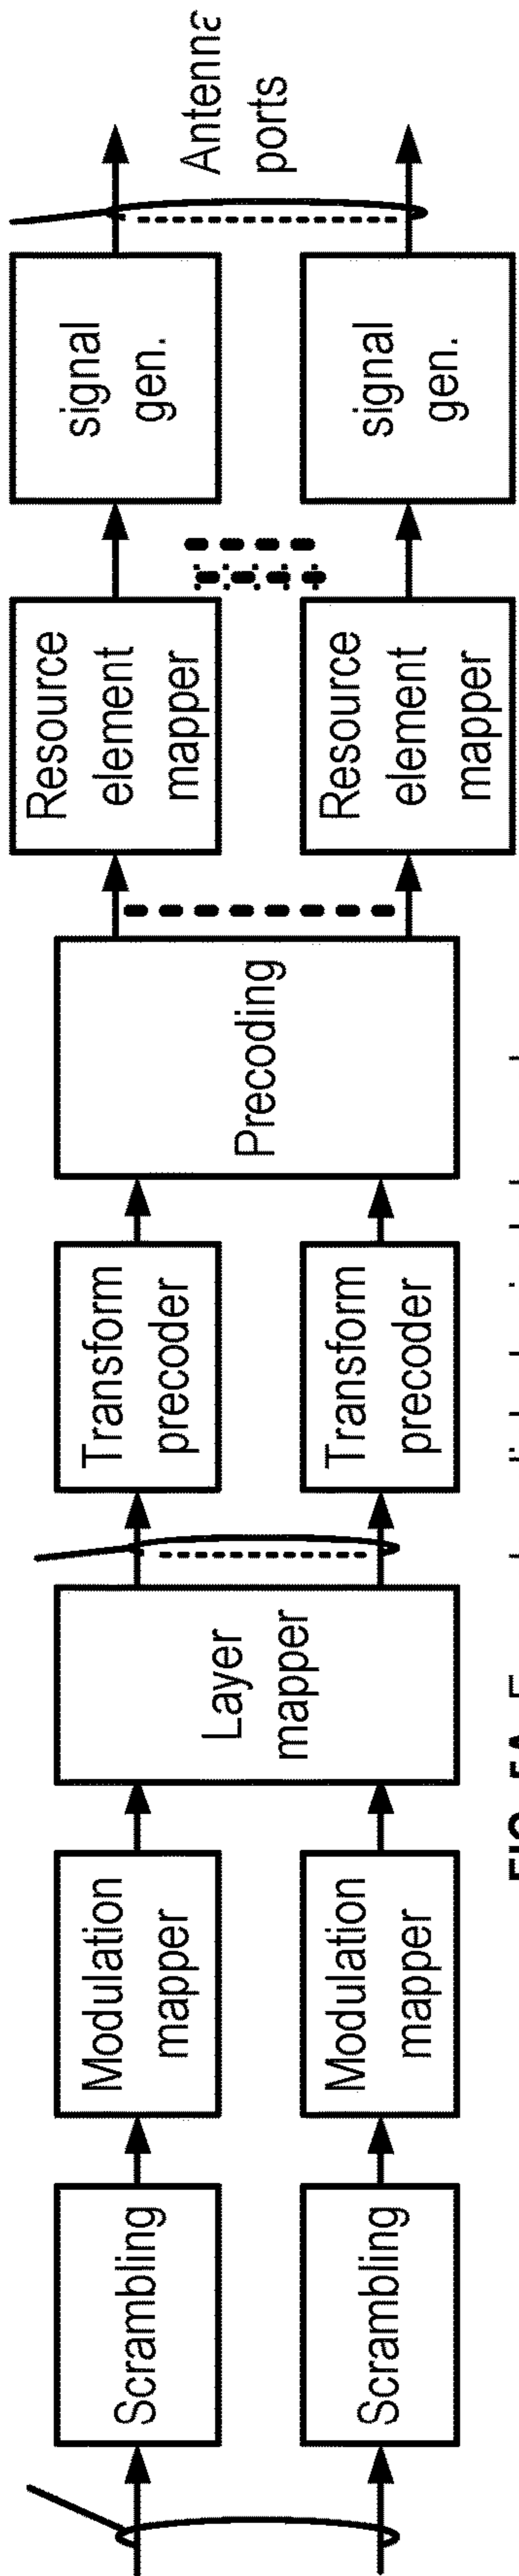 Scrambling
Scrambling
Modulation
mapper
Modulation
mapper
Layer
mapper
Transform
precoder
Transform
precoder
Precoding
Resource
element
mapper
Resource
element
mapper
signal
gen.
signal
gen.
Antenna
ports